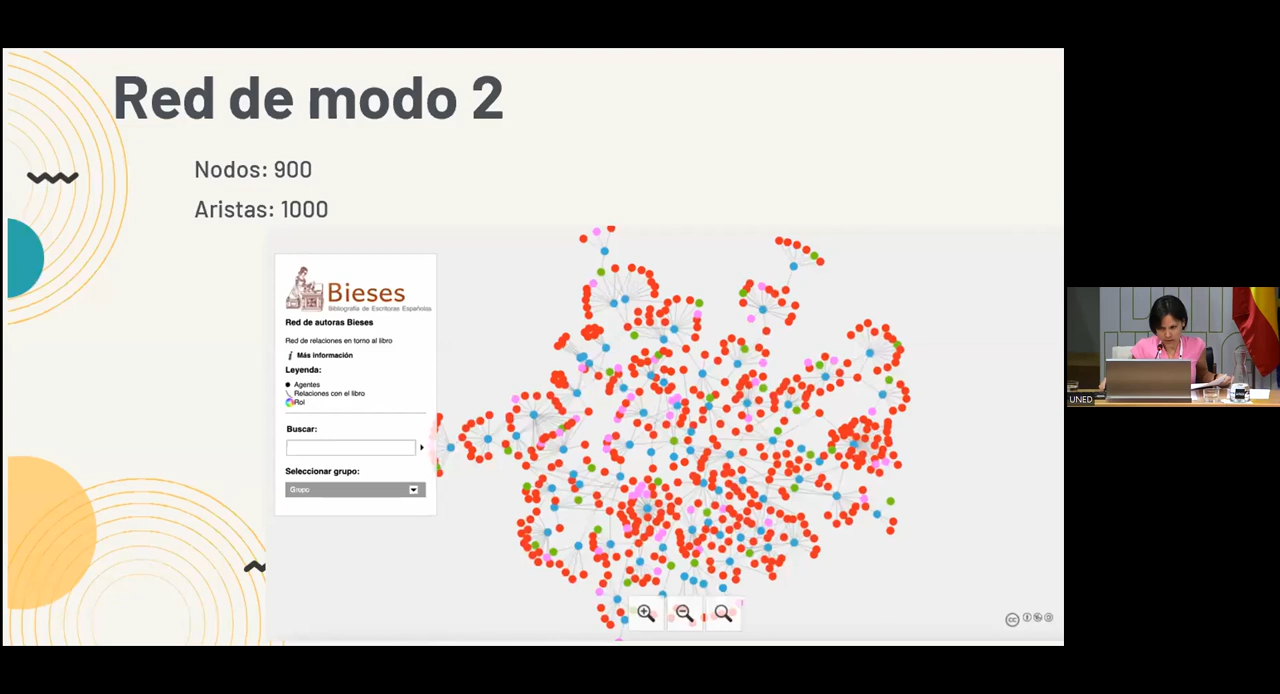 Red de modo 2
Nodos: 900
Aristas: 1000
Bieses
Bibliografía de Escritoras Españolas
Red de autoras Bieses
Red de relaciones en torno al libro
i Más información
Leyenda:
Agentes
Relaciones con el libro
Rol
Buscar:
Seleccionar grupo:
Grupo
cc
UNED